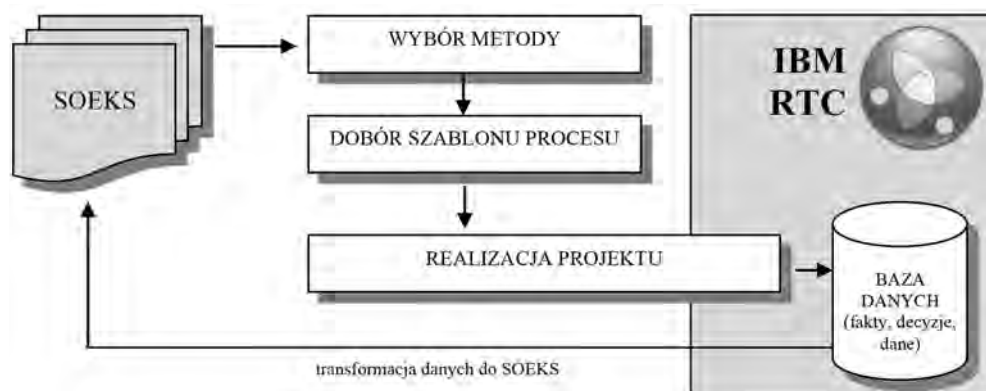 SOEKS
WYBÓR METODY
DOBÓR SZABLONU PROCESU
REALIZACJA PROJEKTU
IBM
RTC
BAZA
DANYCH
(fakty, decyzje,
dane)
transformacja danych do SOEKS